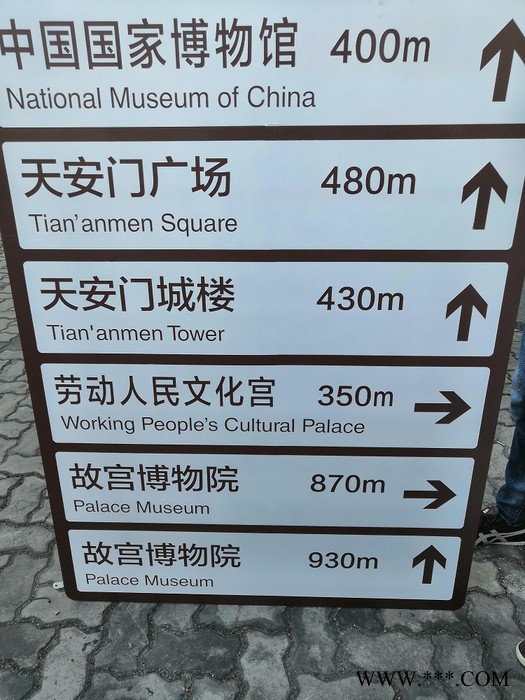 中国国家博物馆 400m
National Museum of China
天安门广场 480m
Tian'anmen Square
天安门城楼 430m
Tian'anmen Tower
劳动人民文化宫 350m
Working People's Cultural Palace
故宫博物院 870m
Palace Museum
故宫博物院 930m
Palace Museum
WWW.***.COM